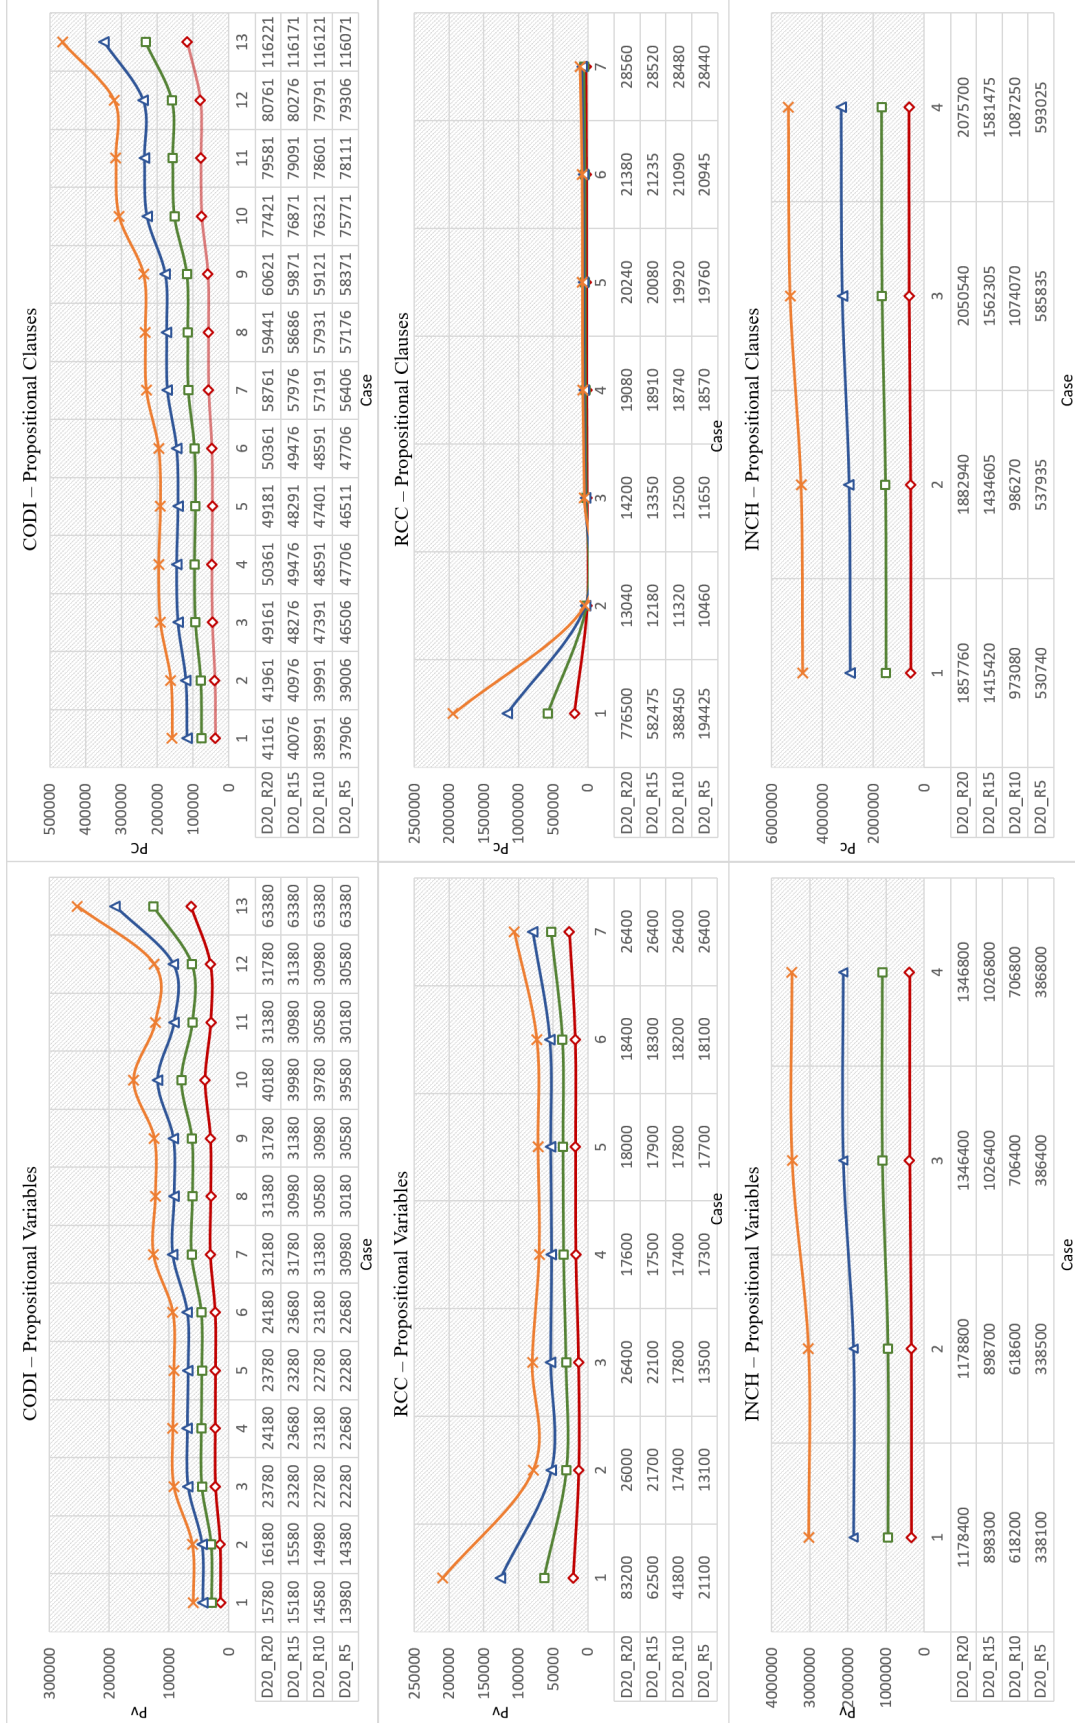 CODI – Propositional Variables
Pv
300000
200000
100000
0
1 2 3 4 5 6 7 8 9 10 11 12 13
D20_R20 15780 16180 23780 24180 23780 24180 32180 31380 31780 40180 31380 31780 63380
D20_R15 15180 15580 23280 23680 23280 23680 31780 30980 31380 39980 30980 31380 63380
D20_R10 14580 14980 22780 23180 22780 23180 31380 30580 30980 39780 30580 30980 63380
D20_R5 13980 14380 22280 22680 22280 22680 30980 30180 30580 39580 30180 30580 63380
Case
CODI – Propositional Clauses
Pc
500000
400000
300000
200000
100000
0
1 2 3 4 5 6 7 8 9 10 11 12 13
D20_R20 41161 41961 49161 50361 49181 50361 58761 59441 60621 77421 79581 80761 116221
D20_R15 40076 40976 48276 49476 48291 49476 57976 58686 59871 76871 79091 80276 116171
D20_R10 38991 39991 47391 48591 47401 48591 57191 57931 59121 76321 78601 79791 116121
D20_R5 37906 39006 46506 47706 46511 47706 56406 57176 58371 75771 78111 79306 116071
Case
RCC – Propositional Variables
Pv
250000
200000
150000
100000
50000
0
1 2 3 4 5 6 7
D20_R20 83200 26000 26400 17600 18000 18400 26400
D20_R15 62500 21700 22100 17500 17900 18300 26400
D20_R10 41800 17400 17800 17400 17800 18200 26400
D20_R5 21100 13100 13500 17300 17700 18100 26400
Case
RCC – Propositional Clauses
Pc
2500000
2000000
1500000
1000000
500000
0
1 2 3 4 5 6 7
D20_R20 776500 13040 14200 19080 20240 21380 28560
D20_R15 582475 12180 13350 18910 20080 21235 28520
D20_R10 388450 11320 12500 18740 19920 21090 28480
D20_R5 194425 10460 11650 18570 19760 20945 28440
Case
INCH – Propositional Variables
Pv
4000000
3000000
2000000
1000000
0
1 2 3 4
D20_R20 1178400 1178800 1346400 1346800
D20_R15 898300 898700 1026400 1026800
D20_R10 618200 618600 706400 706800
D20_R5 338100 338500 386400 386800
Case
INCH – Propositional Clauses
Pc
6000000
4000000
2000000
0
1 2 3 4
D20_R20 1857760 1882940 2050540 2075700
D20_R15 1415420 1434605 1562305 1581475
D20_R10 973080 986270 1074070 1087250
D20_R5 530740 537935 585835 593025
Case